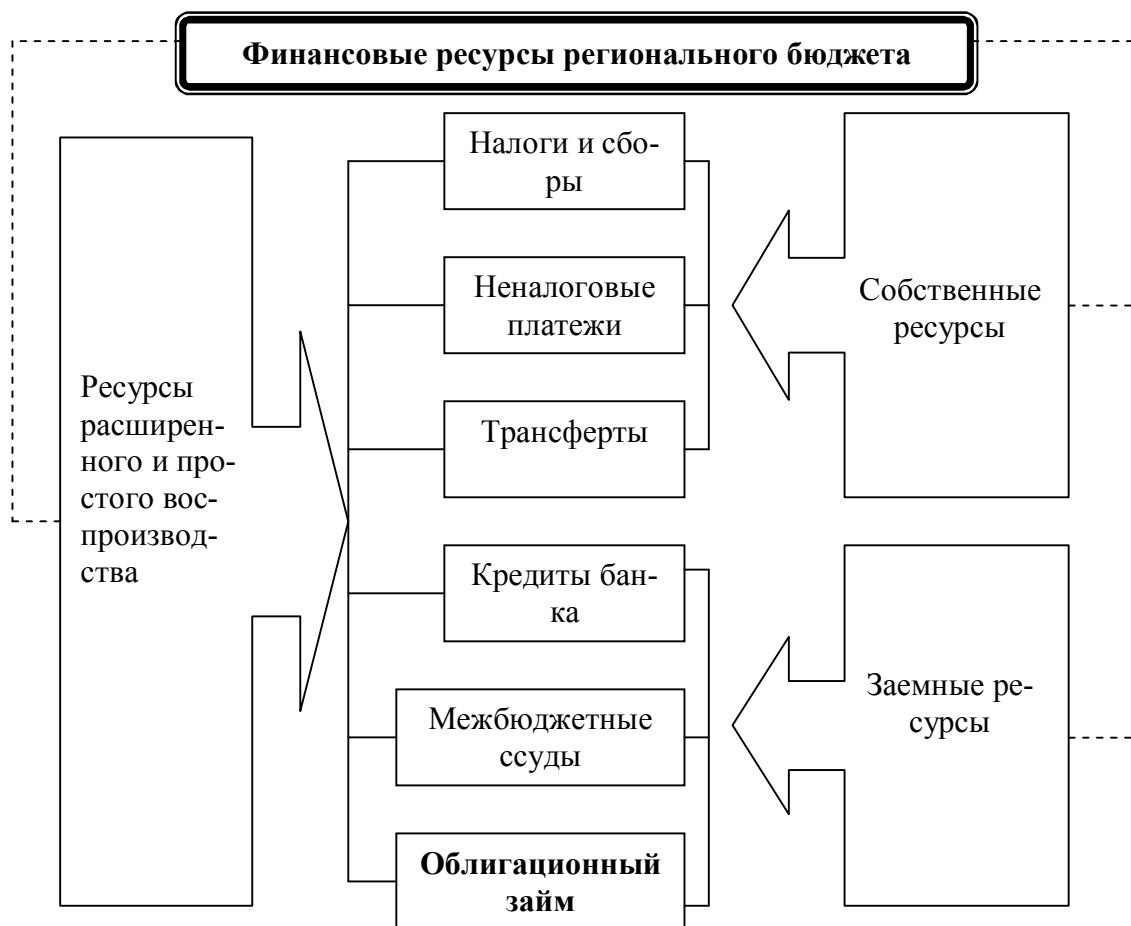 Финансовые ресурсы регионального бюджета
Ресурсы
расширен-
ного и про-
стого вос-
производ-
ства
Налоги и сбо-
ры
Неналоговые
платежи
Трансферты
Кредиты бан-
ка
Межбюджетные
ссуды
Облигационный
займ
Собственные
ресурсы
Заемные ре-
сурсы